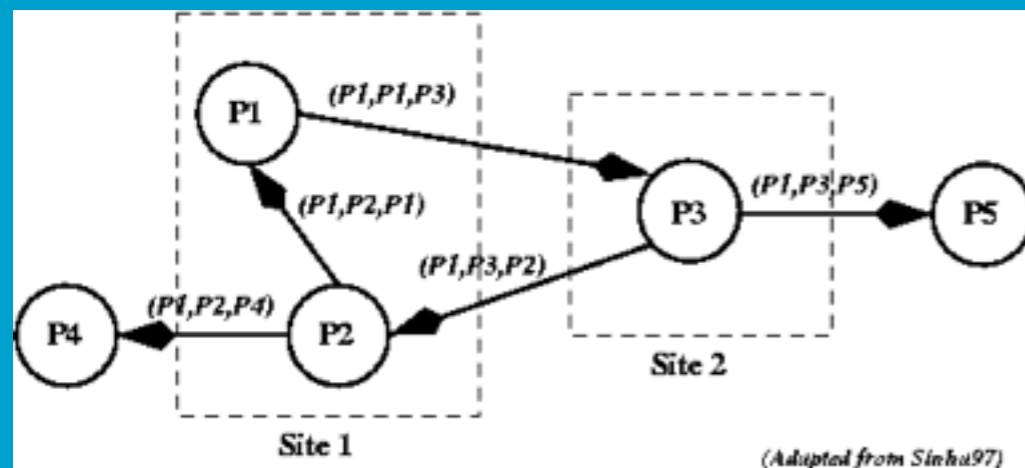 P1
(P1,P1,P3)
(P1,P2,P1)
P3
(P1,P3,P5)
P5
(P1,P3,P2)
P4
(P1,P2,P4)
P2
Site 2
Site 1
(Adapted from Sinha97)